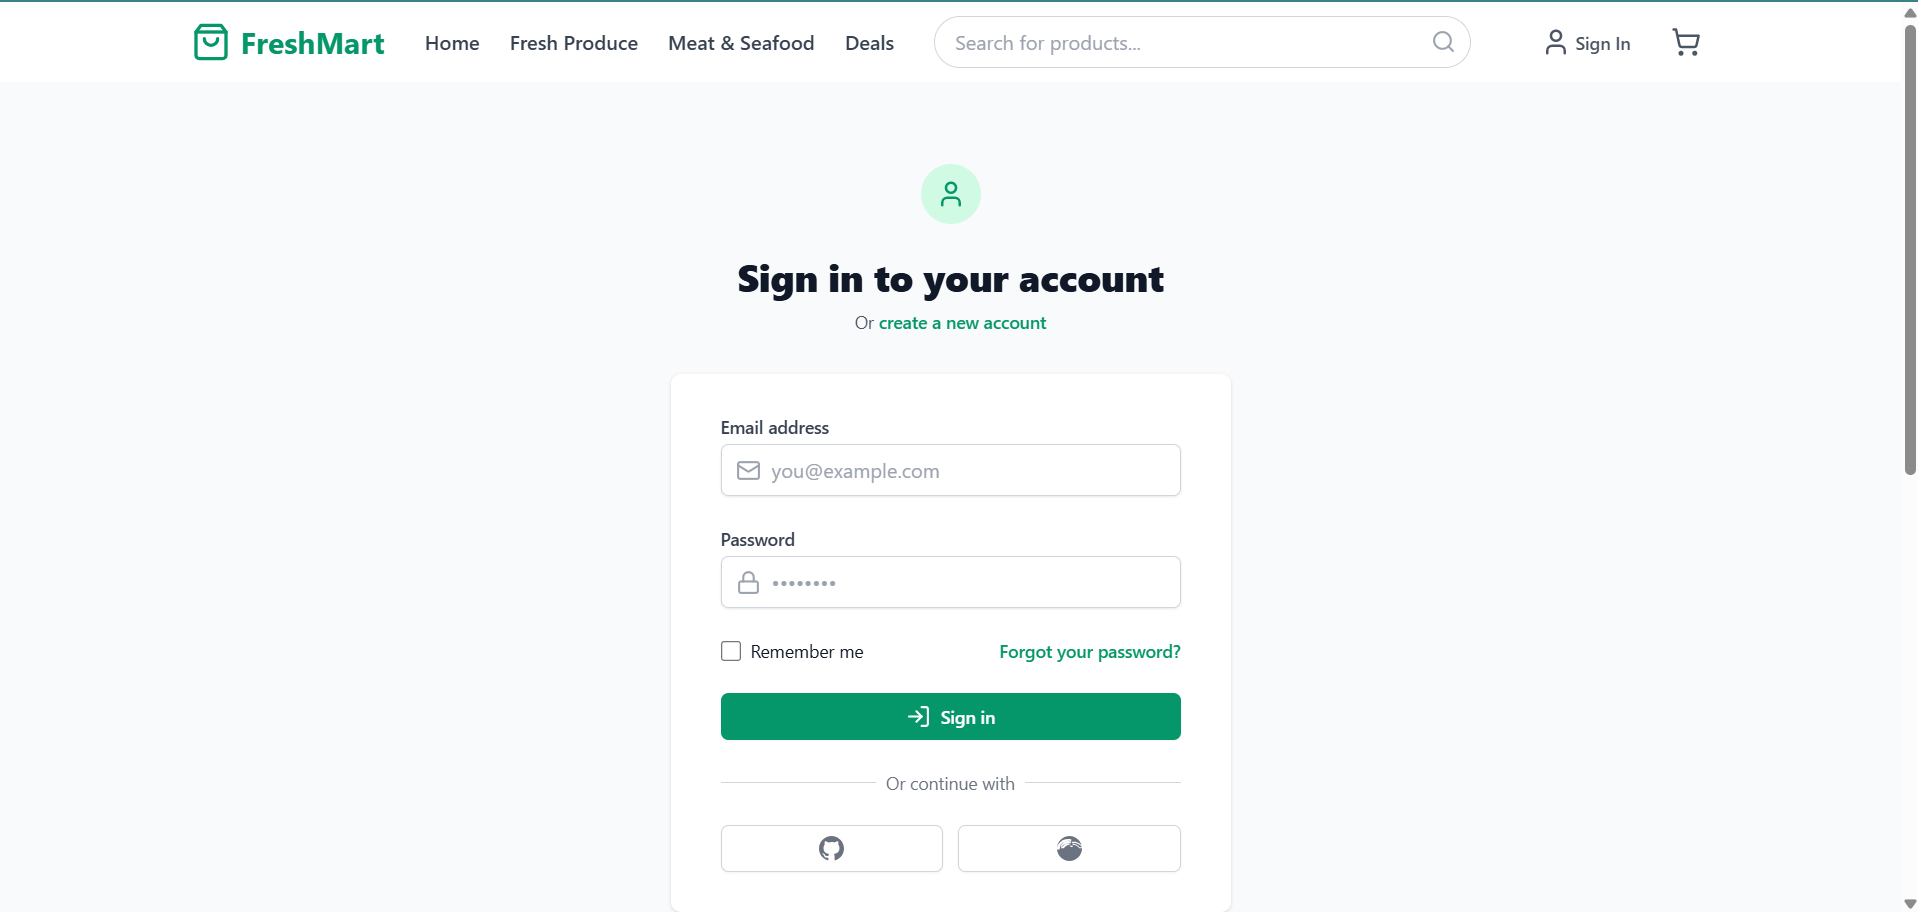 FreshMart
Home
Fresh Produce
Meat & Seafood
Deals
Search for products...
Sign In
Sign in to your account
Or create a new account
Email address
you@example.com
Password
••••••••
Remember me
Forgot your password?
Sign in
Or continue with